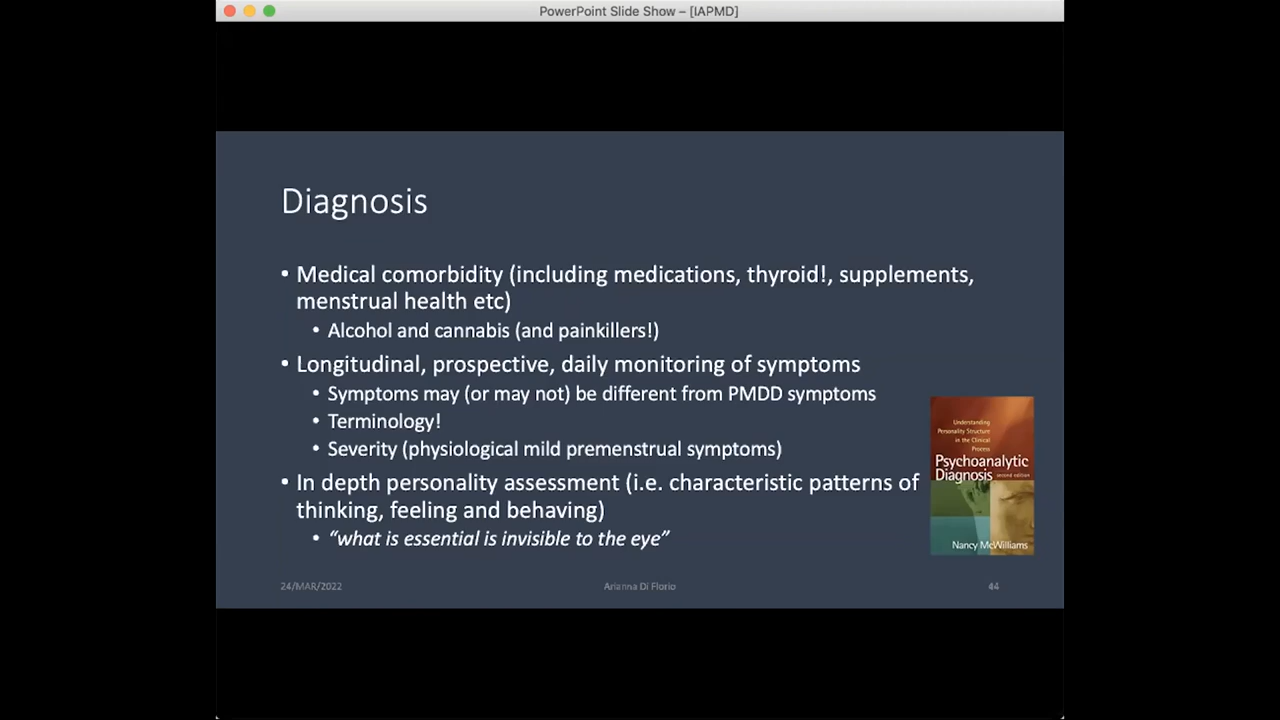 PowerPoint Slide Show – [IAPMD]
Diagnosis
• Medical comorbidity (including medications, thyroid!, supplements,
menstrual health etc)
• Alcohol and cannabis (and painkillers!)
• Longitudinal, prospective, daily monitoring of symptoms
• Symptoms may (or may not) be different from PMDD symptoms
• Terminology!
• Severity (physiological mild premenstrual symptoms)
• In depth personality assessment (i.e. characteristic patterns of
thinking, feeling and behaving)
• “what is essential is invisible to the eye”
Understanding
Personality Structure
in the Clinical
Process
Psychoanalytic
Diagnosis second edition
Nancy McWilliams
24/MAR/2022
Arianna Di Florio
44